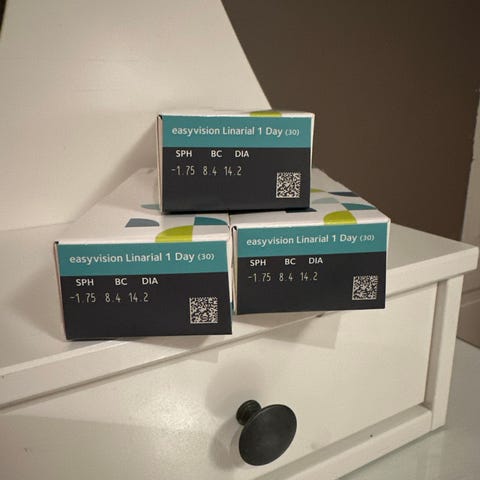 easyvision Linarial 1 Day (30)
SPH BC DIA
-1.75 8.4 14.2
easyvision Linarial 1 Day (30)
SPH BC DIA
-1.75 8.4 14.2
easyvision Linarial 1 Day (30)
SPH BC DIA
-1.75 8.4 14.2